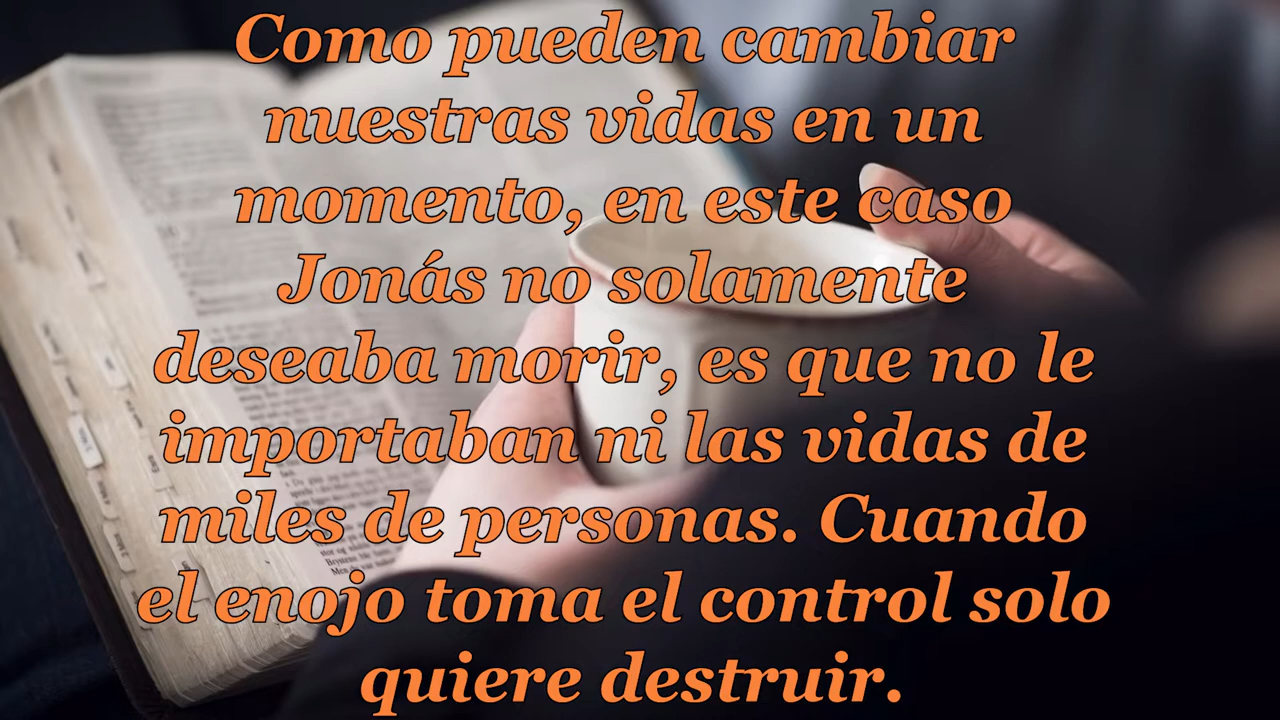 Como pueden cambiar
nuestras vidas en un
momento, en este caso
Jonás no solamente
deseaba morir, es que no le
importaban ni las vidas de
miles de personas. Cuando
el enojo toma el control solo
quiere destruir.